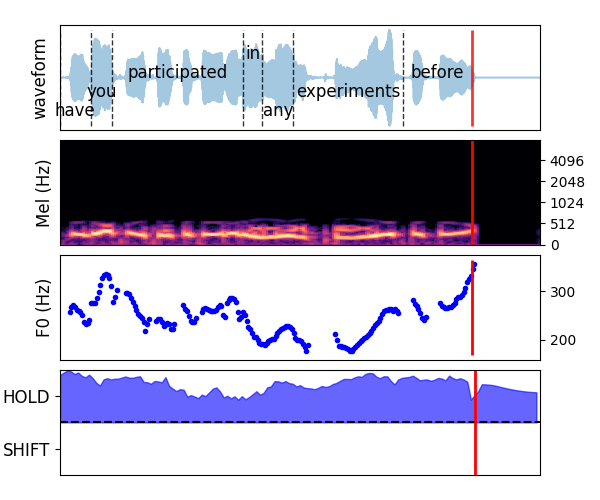 waveform
have
you
participated
in
any
experiments
before
Mel (Hz)
4096
2048
1024
512
0
F0 (Hz)
300
200
HOLD
SHIFT